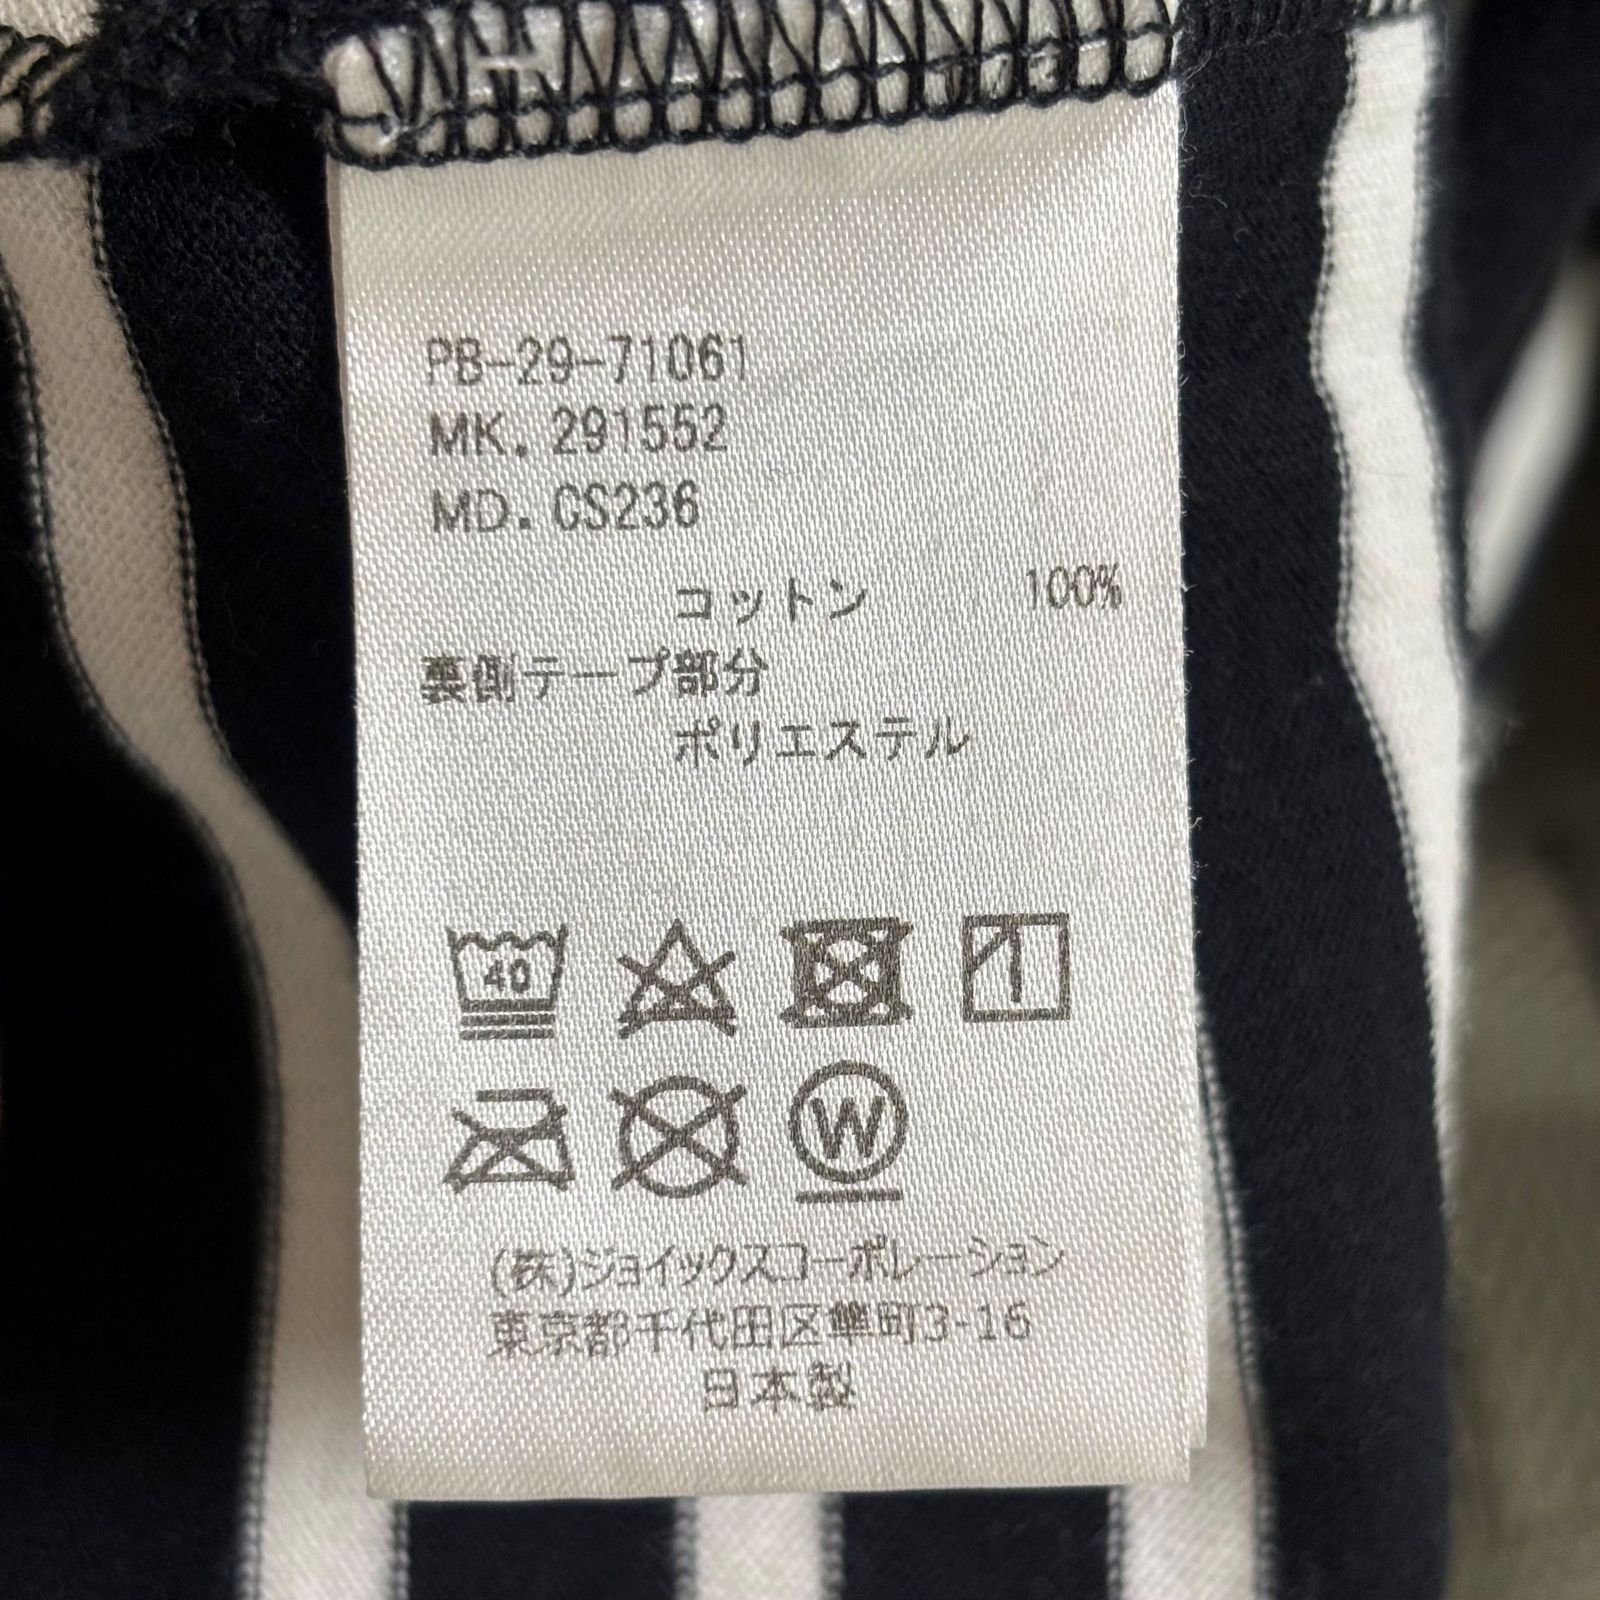 PB-29-71061
MK. 291552
MD. CS236
コットン 100%
裏側テープ部分
ポリエステル
40
W
(株)ジョイックスコーポレーション
東京都千代田区隼町3-16
日本製